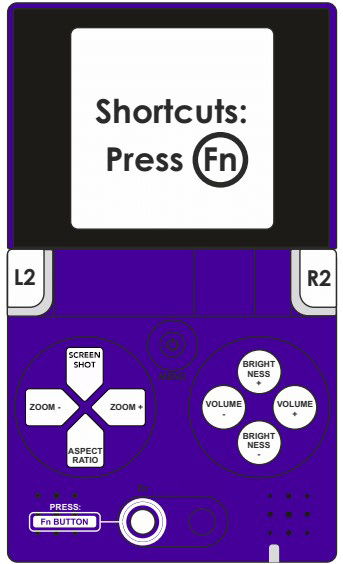 Shortcuts:
Press Fn
L2
R2
SCREEN
SHOT
ZOOM -
ZOOM +
ASPECT
RATIO
BRIGHT
NESS
+
VOLUME
-
VOLUME
+
BRIGHT
NESS
-
PRESS:
Fn BUTTON